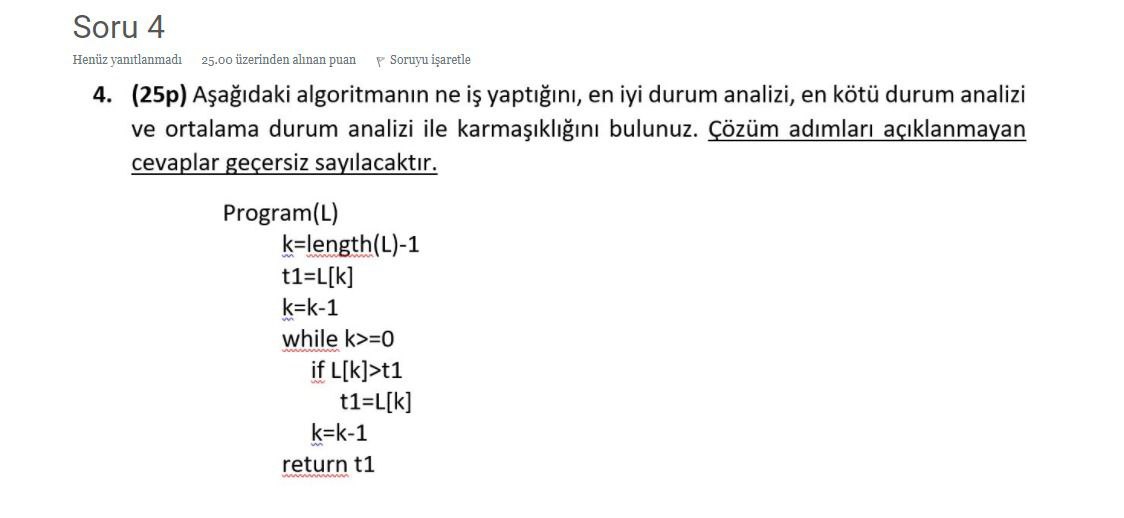 Soru 4
Henüz yanıtlanmadı 25.00 üzerinden alınan puan Soruyu işaretle
4. (25p) Aşağıdaki algoritmanın ne iş yaptığını, en iyi durum analizi, en kötü durum analizi
ve ortalama durum analizi ile karmaşıklığını bulunuz. Çözüm adımları açıklanmayan
cevaplar geçersiz sayılacaktır.
Program(L)
k=length(L)-1
t1=L[k]
k=k-1
while k>=0
if L[k]>t1
t1=L[k]
k=k-1
return t1